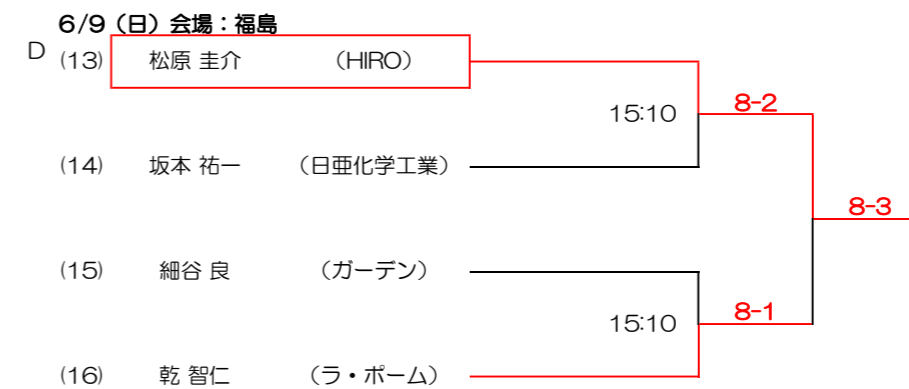 6/9（日）会場：福島
D (13) 松原 圭介 （HIRO）
8-2
15:10
(14) 坂本 祐一 （日亜化学工業）
8-3
(15) 細谷 良 （ガーデン）
8-1
15:10
(16) 乾 智仁 （ラ・ポーム）